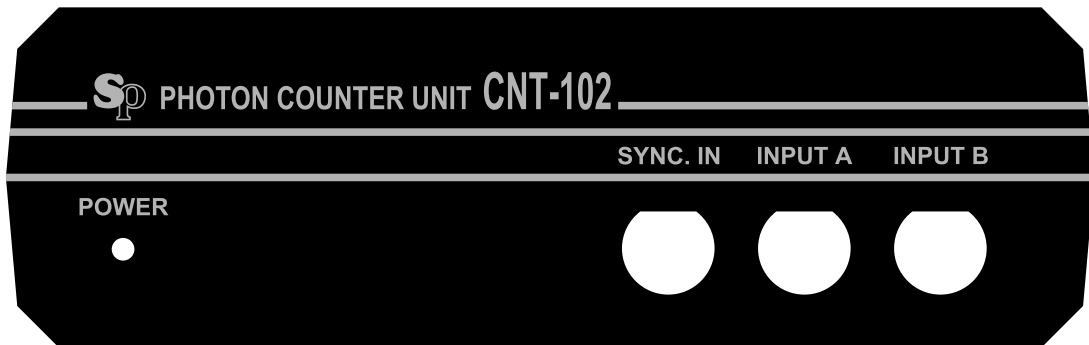 Sp PHOTON COUNTER UNIT CNT-102
SYNC. IN INPUT A INPUT B
POWER